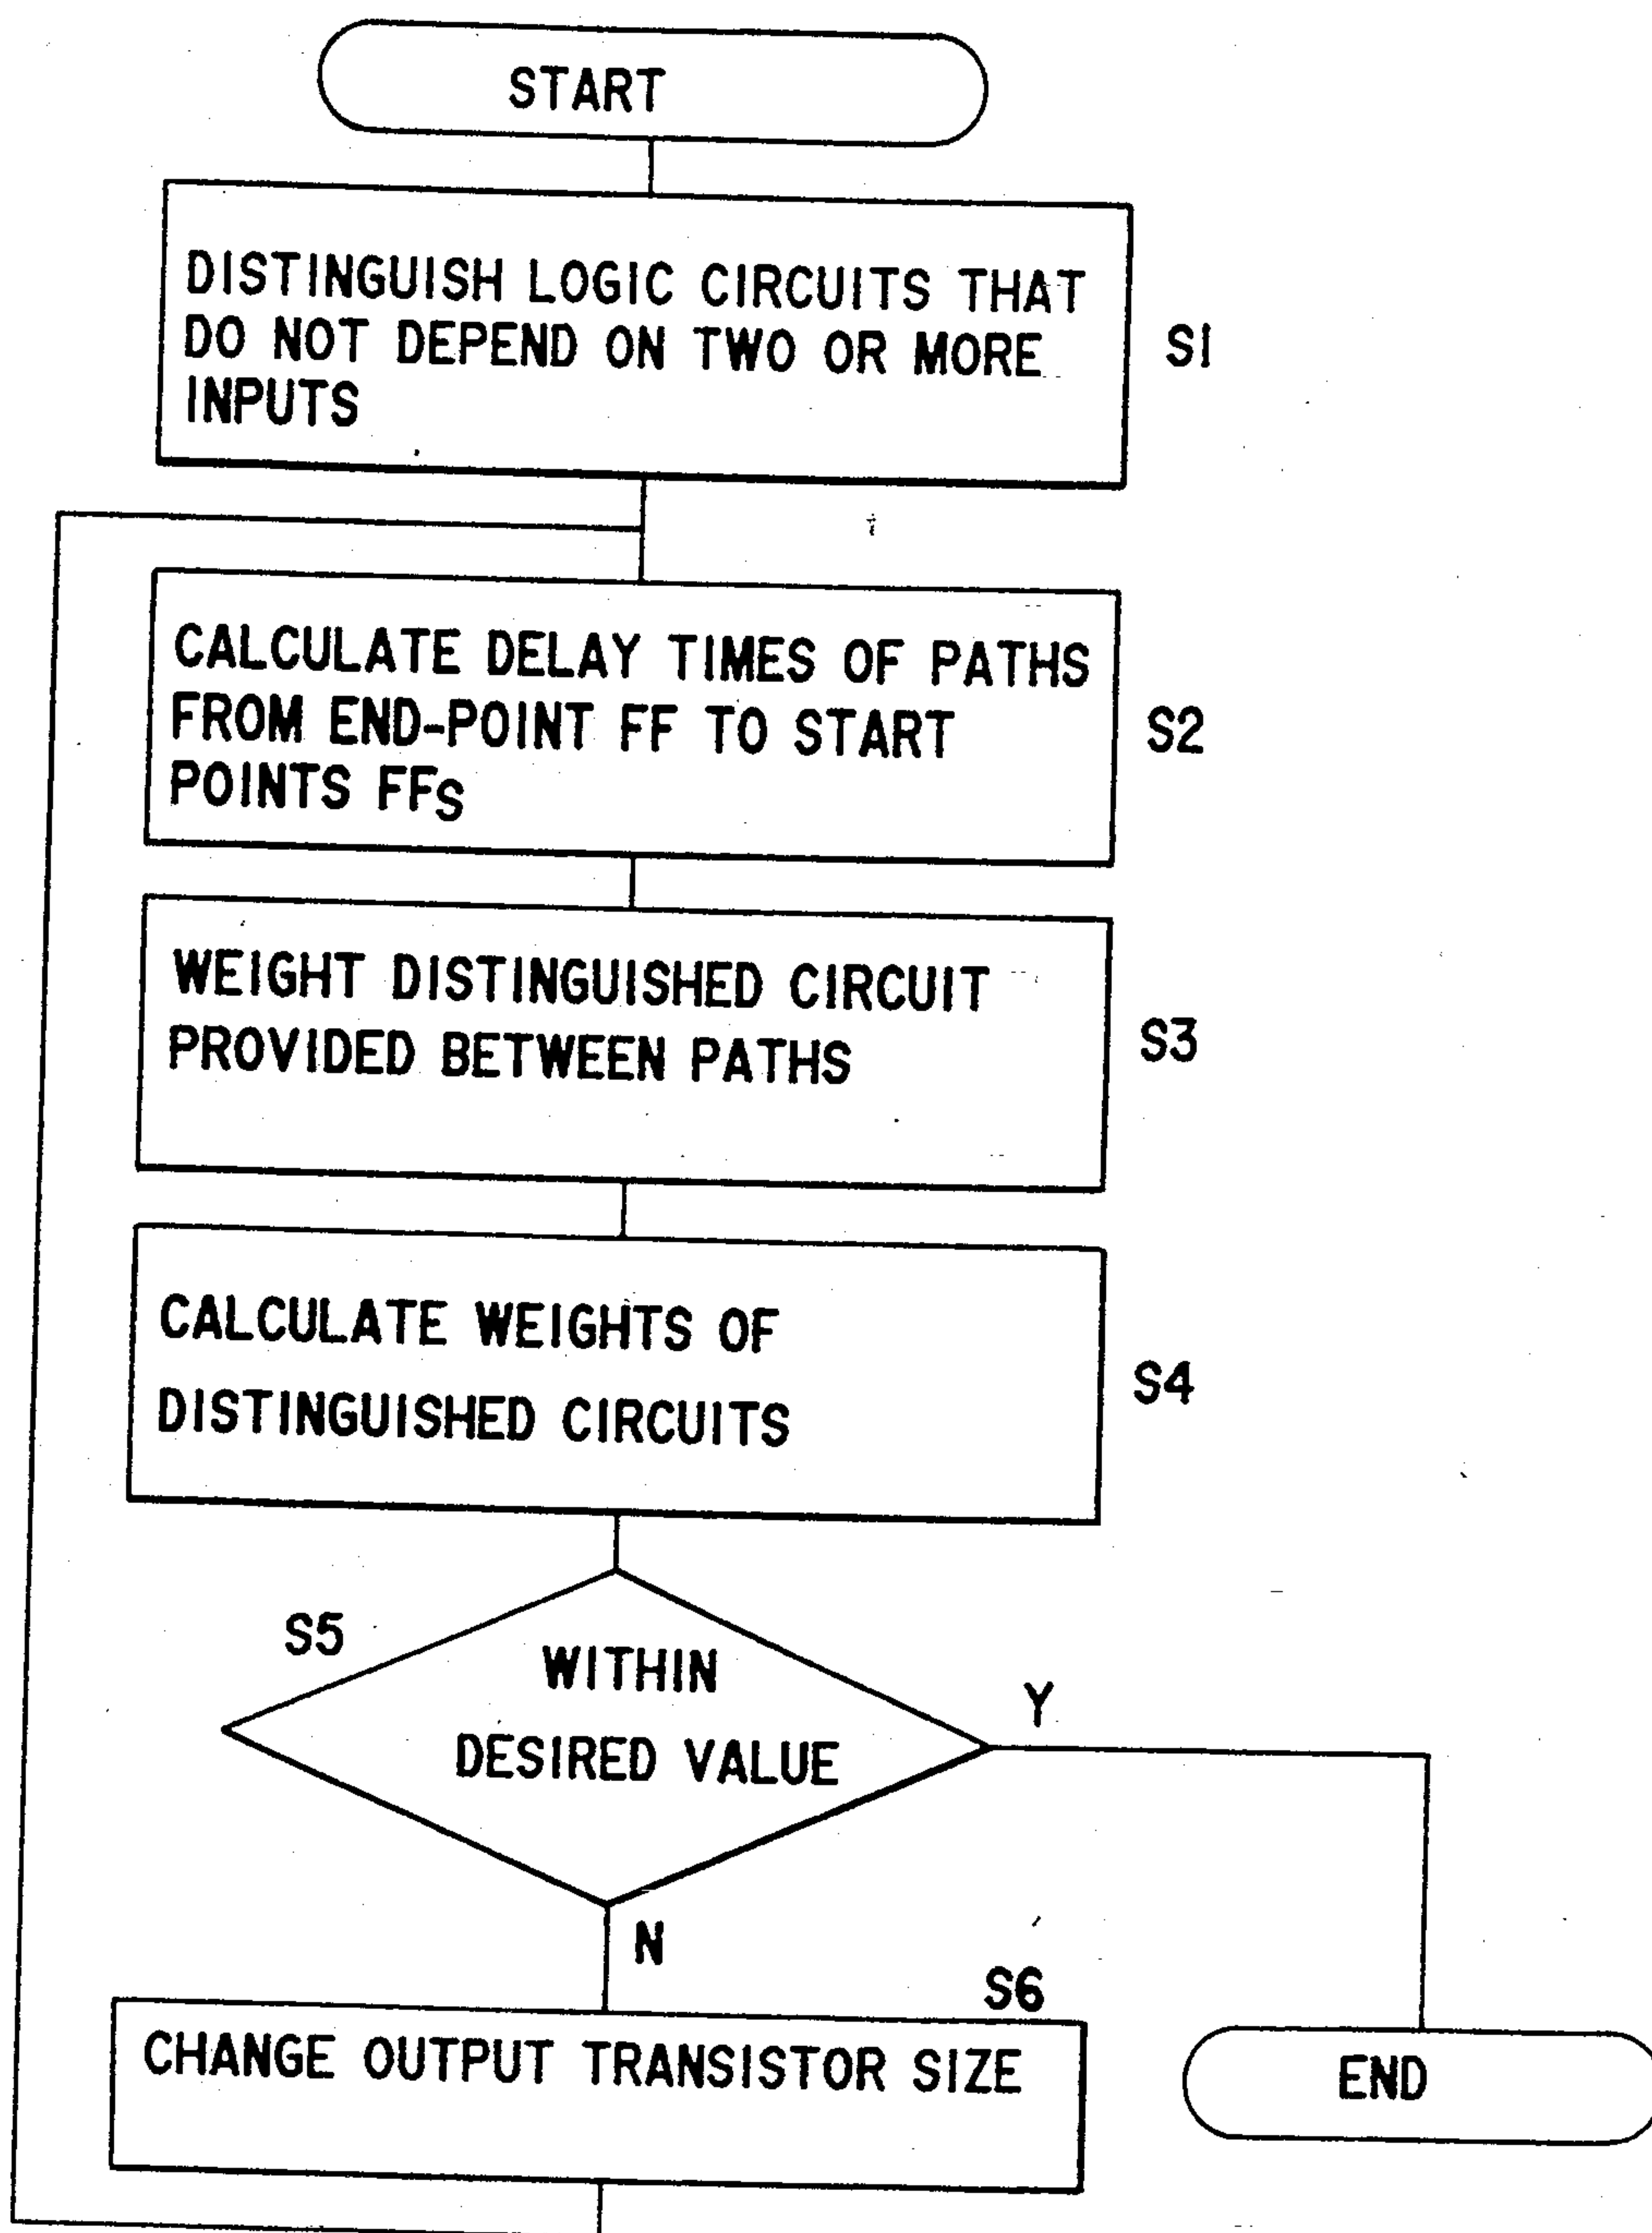 START
DISTINGUISH LOGIC CIRCUITS THAT
DO NOT DEPEND ON TWO OR MORE
INPUTS
S1
CALCULATE DELAY TIMES OF PATHS
FROM END-POINT FF TO START
POINTS FFS
S2
WEIGHT DISTINGUISHED CIRCUIT
PROVIDED BETWEEN PATHS
S3
CALCULATE WEIGHTS OF
DISTINGUISHED CIRCUITS
S4
S5
WITHIN
DESIRED VALUE
Y
N
S6
CHANGE OUTPUT TRANSISTOR SIZE
END